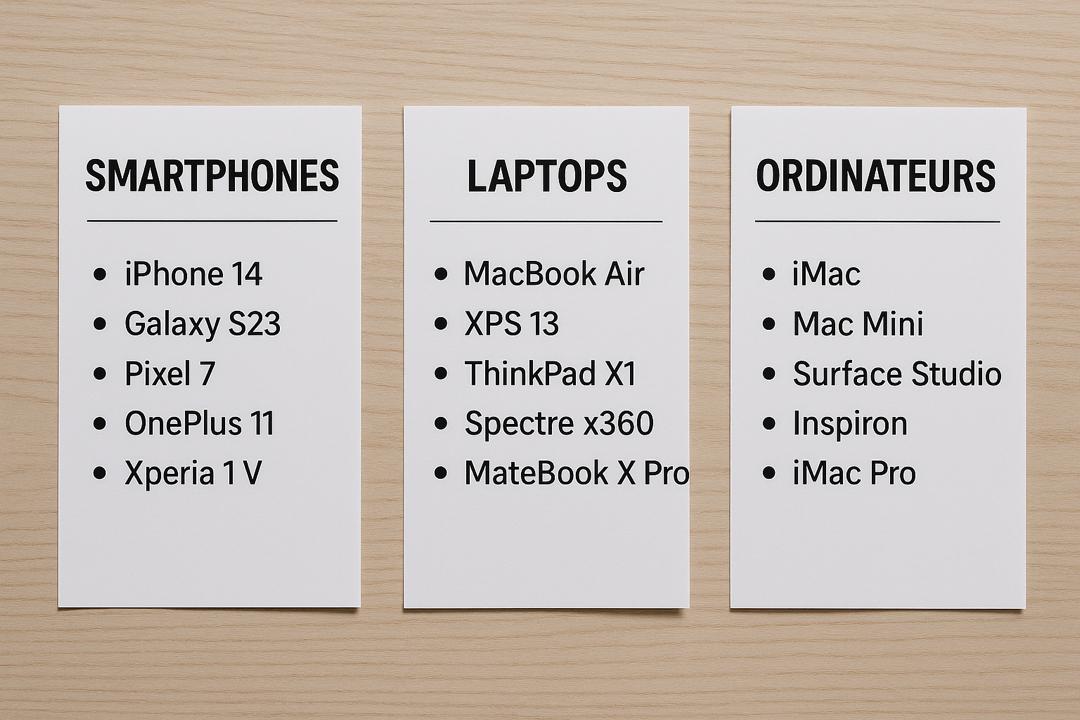 SMARTPHONES
• iPhone 14
• Galaxy S23
• Pixel 7
• OnePlus 11
• Xperia 1 V
LAPTOPS
• MacBook Air
• XPS 13
• ThinkPad X1
• Spectre x360
• MateBook X Pro
ORDINATEURS
• iMac
• Mac Mini
• Surface Studio
• Inspiron
• iMac Pro